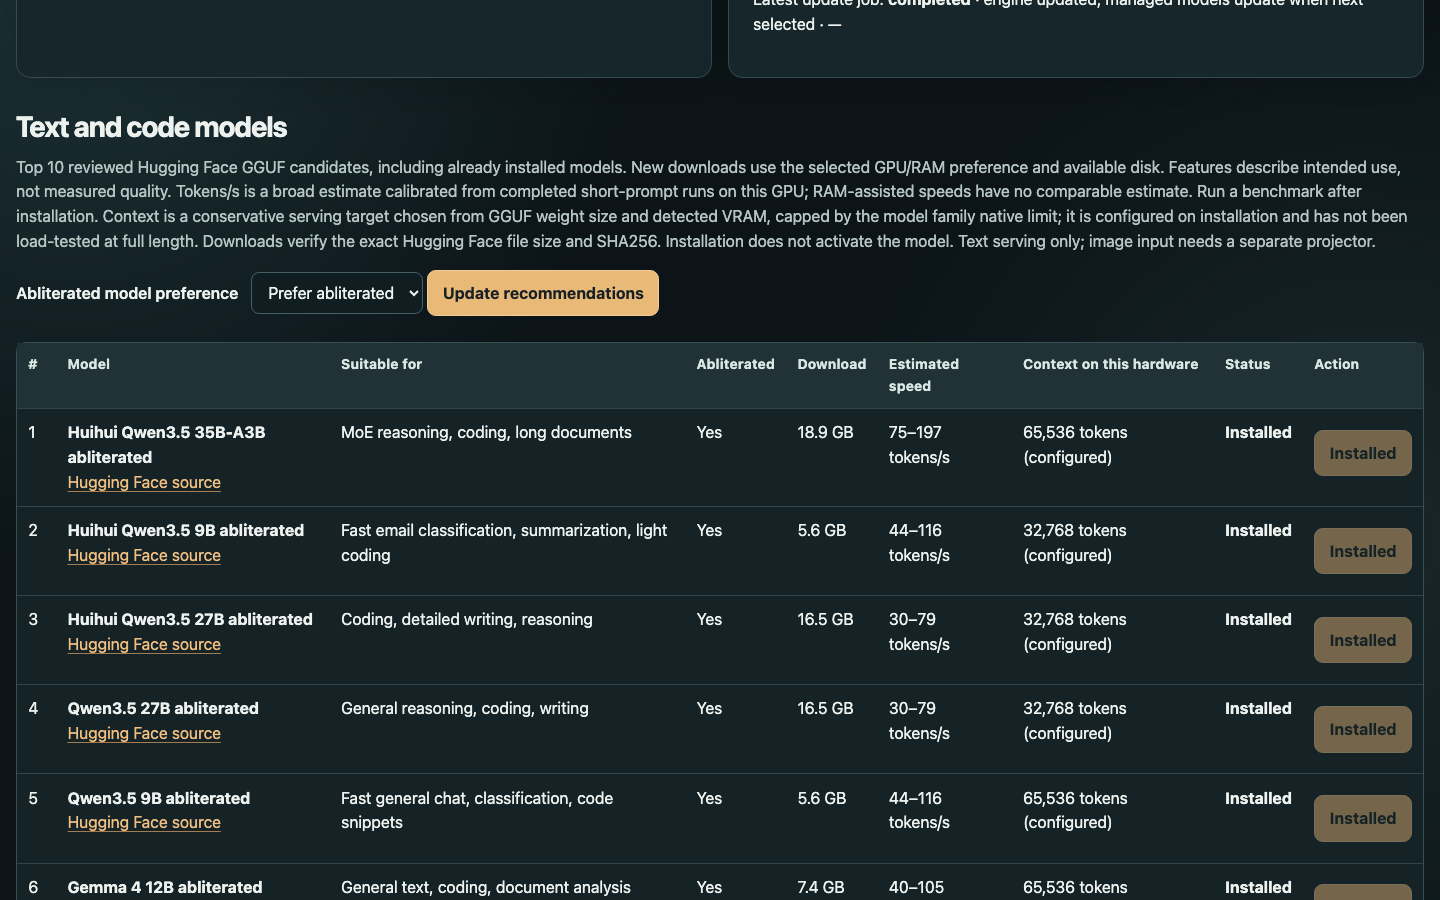 Latest update job: completed · engine updated; managed models update when next
selected · —
Text and code models
Top 10 reviewed Hugging Face GGUF candidates, including already installed models. New downloads use the selected GPU/RAM preference and available disk. Features describe intended use,
not measured quality. Tokens/s is a broad estimate calibrated from completed short-prompt runs on this GPU; RAM-assisted speeds have no comparable estimate. Run a benchmark after
installation. Context is a conservative serving target chosen from GGUF weight size and detected VRAM, capped by the model family native limit; it is configured on installation and has not been
load-tested at full length. Downloads verify the exact Hugging Face file size and SHA256. Installation does not activate the model. Text serving only; image input needs a separate projector.
Abliterated model preference Prefer abliterated Update recommendations
# Model Suitable for Abliterated Download Estimated speed Context on this hardware Status Action
1 Huihui Qwen3.5 35B-A3B abliterated MoE reasoning, coding, long documents Yes 18.9 GB 75–197 tokens/s 65,536 tokens (configured) Installed Installed
Hugging Face source
2 Huihui Qwen3.5 9B abliterated Fast email classification, summarization, light coding Yes 5.6 GB 44–116 tokens/s 32,768 tokens (configured) Installed Installed
Hugging Face source
3 Huihui Qwen3.5 27B abliterated Coding, detailed writing, reasoning Yes 16.5 GB 30–79 tokens/s 32,768 tokens (configured) Installed Installed
Hugging Face source
4 Qwen3.5 27B abliterated General reasoning, coding, writing Yes 16.5 GB 30–79 tokens/s 32,768 tokens (configured) Installed Installed
Hugging Face source
5 Qwen3.5 9B abliterated Fast general chat, classification, code snippets Yes 5.6 GB 44–116 tokens/s 65,536 tokens (configured) Installed Installed
Hugging Face source
6 Gemma 4 12B abliterated General text, coding, document analysis Yes 7.4 GB 40–105 65,536 tokens Installed